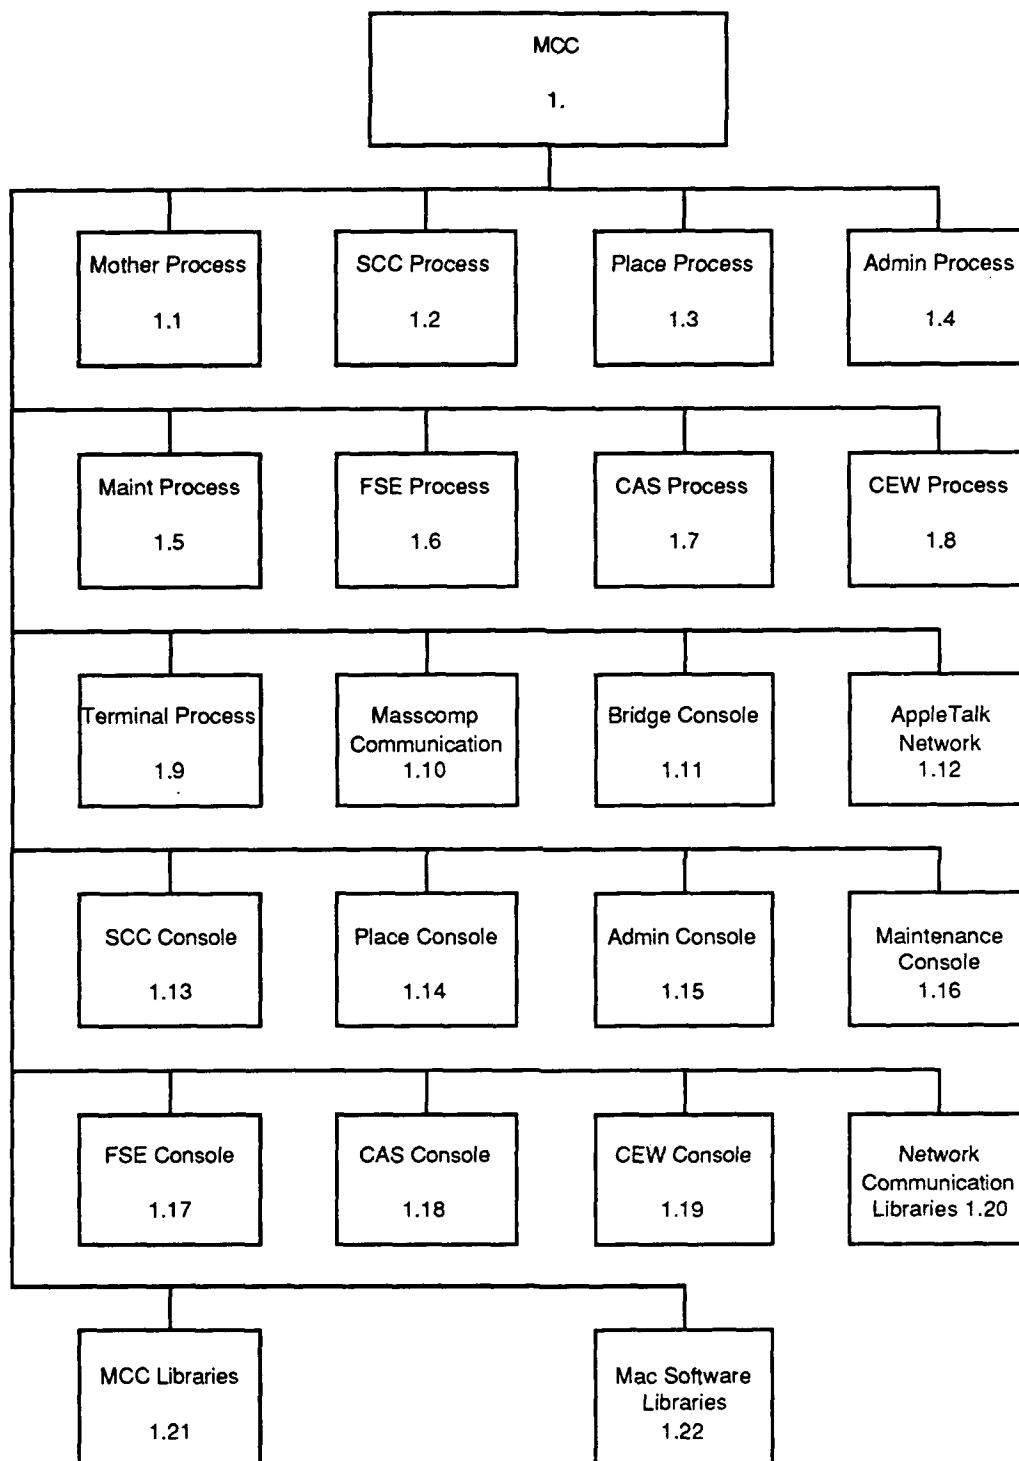 MCC
1.
Mother Process
1.1
SCC Process
1.2
Place Process
1.3
Admin Process
1.4
Maint Process
1.5
FSE Process
1.6
CAS Process
1.7
CEW Process
1.8
Terminal Process
1.9
Masscomp
Communication
1.10
Bridge Console
1.11
AppleTalk
Network
1.12
SCC Console
1.13
Place Console
1.14
Admin Console
1.15
Maintenance
Console
1.16
FSE Console
1.17
CAS Console
1.18
CEW Console
1.19
Network
Communication
Libraries 1.20
MCC Libraries
1.21
Mac Software
Libraries
1.22